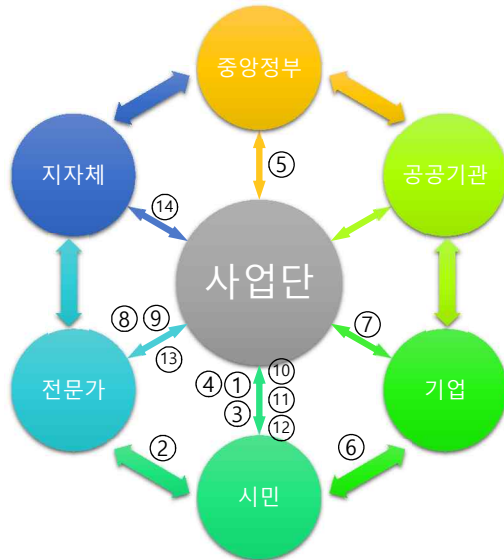 중앙정부
지자체
⑤
공공기관
⑭
사업단
⑧ ⑨
⑦
⑬
전문가
④ ① ⑩
③ ⑪
⑫
기업
② ⑥
시민